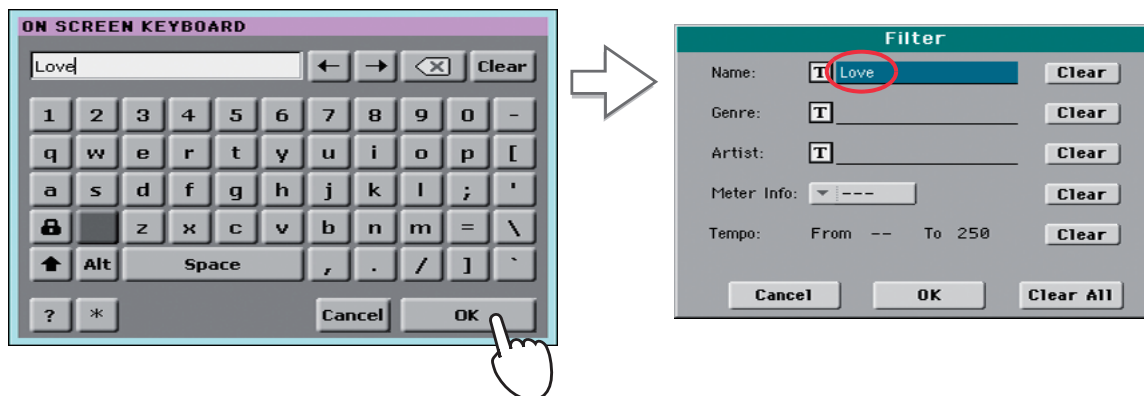 ON SCREEN KEYBOARD
Love
← → ⌫ Clear
1 2 3 4 5 6 7 8 9 0 -
q w e r t y u i o p [
a s d f g h j k l ; '
z x c v b n m = \
Alt Space , . / ] `
? * Cancel OK
Filter
Name: T Love Clear
Genre: T Clear
Artist: T Clear
Meter Info: --- Clear
Tempo: From -- To 250 Clear
Cancel OK Clear All